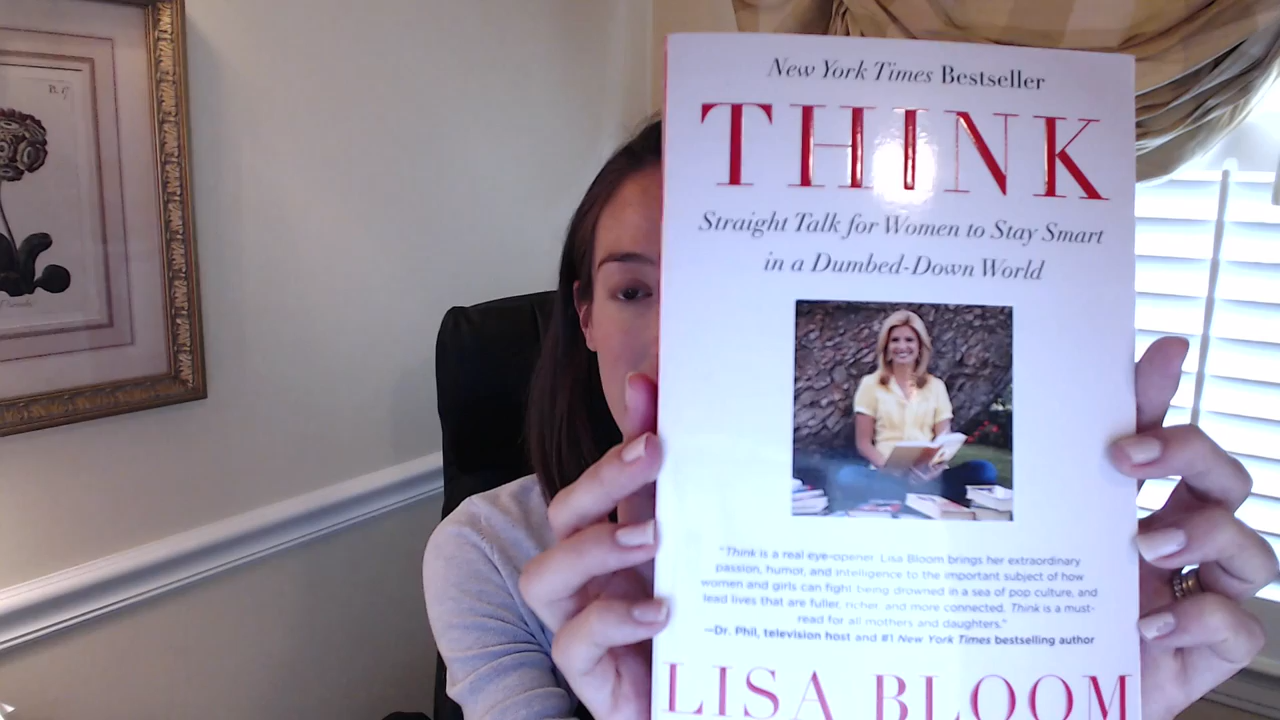 New York Times Bestseller
THINK
Straight Talk for Women to Stay Smart
in a Dumbed-Down World
"Think is a real eye-opener. Lisa Bloom brings her extraordinary
passion, humor, and intelligence to the important subject of how
women and girls can fight being drowned in a sea of pop culture, and
lead lives that are fuller, richer, and more connected. Think is a must-
read for all mothers and daughters."
—Dr. Phil, television host and #1 New York Times bestselling author
LISA BLOOM